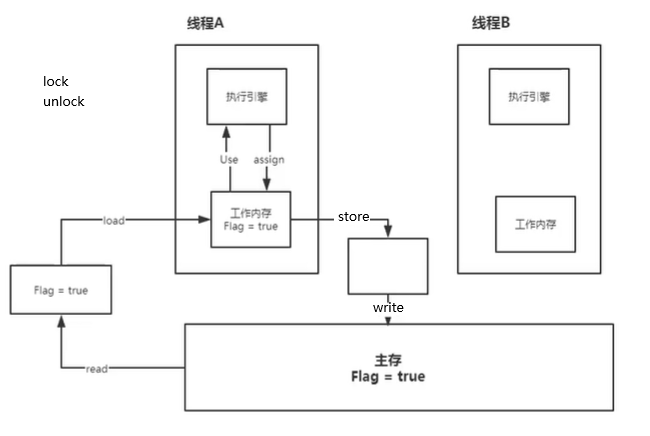 线程A
线程B
lock
unlock
执行引擎
执行引擎
Use
assign
工作内存
Flag = true
工作内存
load
store
Flag = true
write
read
主存
Flag = true